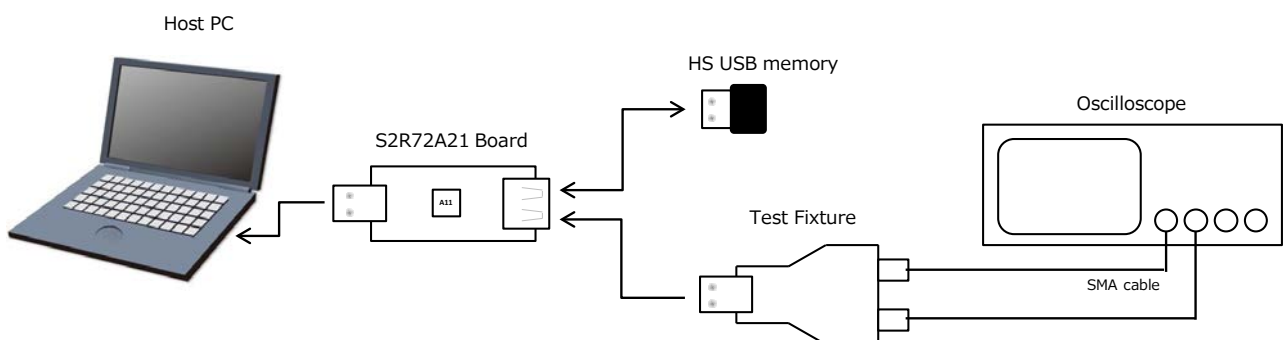 Host PC
HS USB memory
Oscilloscope
S2R72A21 Board
A11
Test Fixture
SMA cable